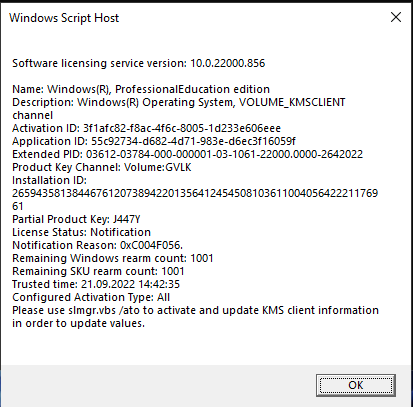 Windows Script Host
Software licensing service version: 10.0.22000.856
Name: Windows(R), ProfessionalEducation edition
Description: Windows(R) Operating System, VOLUME_KMSCLIENT
channel
Activation ID: 3f1afc82-f8ac-4f6c-8005-1d233e606eee
Application ID: 55c92734-d682-4d71-983e-d6ec3f16059f
Extended PID: 03612-03784-000-000001-03-1061-22000.0000-2642022
Product Key Channel: Volume:GVLK
Installation ID:
2659435813844676120738942201356412454508103611004056422211769
61
Partial Product Key: J447Y
License Status: Notification
Notification Reason: 0xC004F056.
Remaining Windows rearm count: 1001
Remaining SKU rearm count: 1001
Trusted time: 21.09.2022 14:42:35
Configured Activation Type: All
Please use slmgr.vbs /ato to activate and update KMS client information
in order to update values.
OK